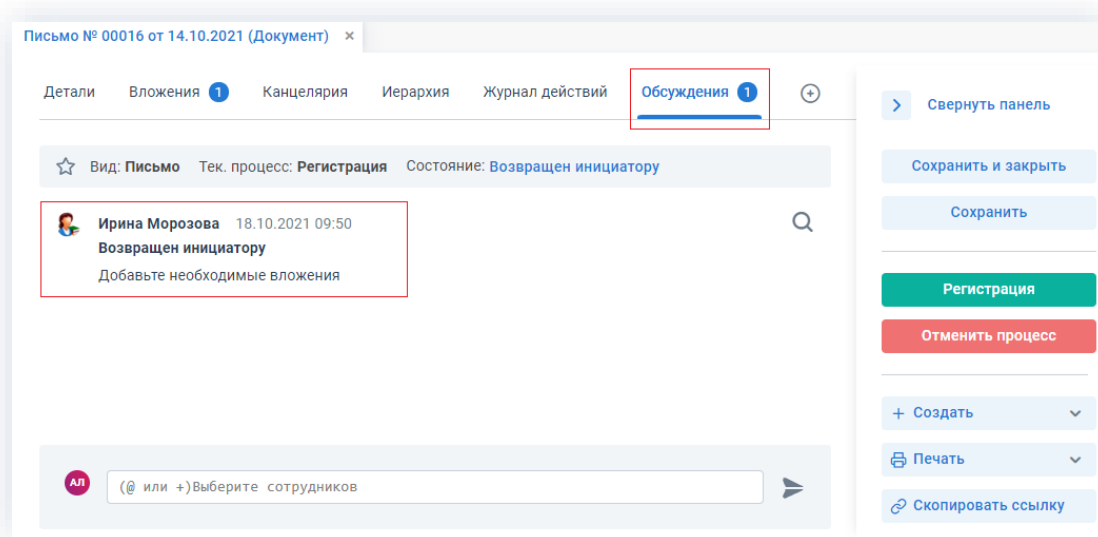 Письмо № 00016 от 14.10.2021 (Документ) ×
Детали Вложения 1 Канцелярия Иерархия Журнал действий Обсуждения 1
Вид: Письмо Тек. процесс: Регистрация Состояние: Возвращен инициатору
Ирина Морозова 18.10.2021 09:50
Возвращен инициатору
Добавьте необходимые вложения
АЛ (@ или +)Выберите сотрудников
Свернуть панель
Сохранить и закрыть
Сохранить
Регистрация
Отменить процесс
Создать
Печать
Скопировать ссылку